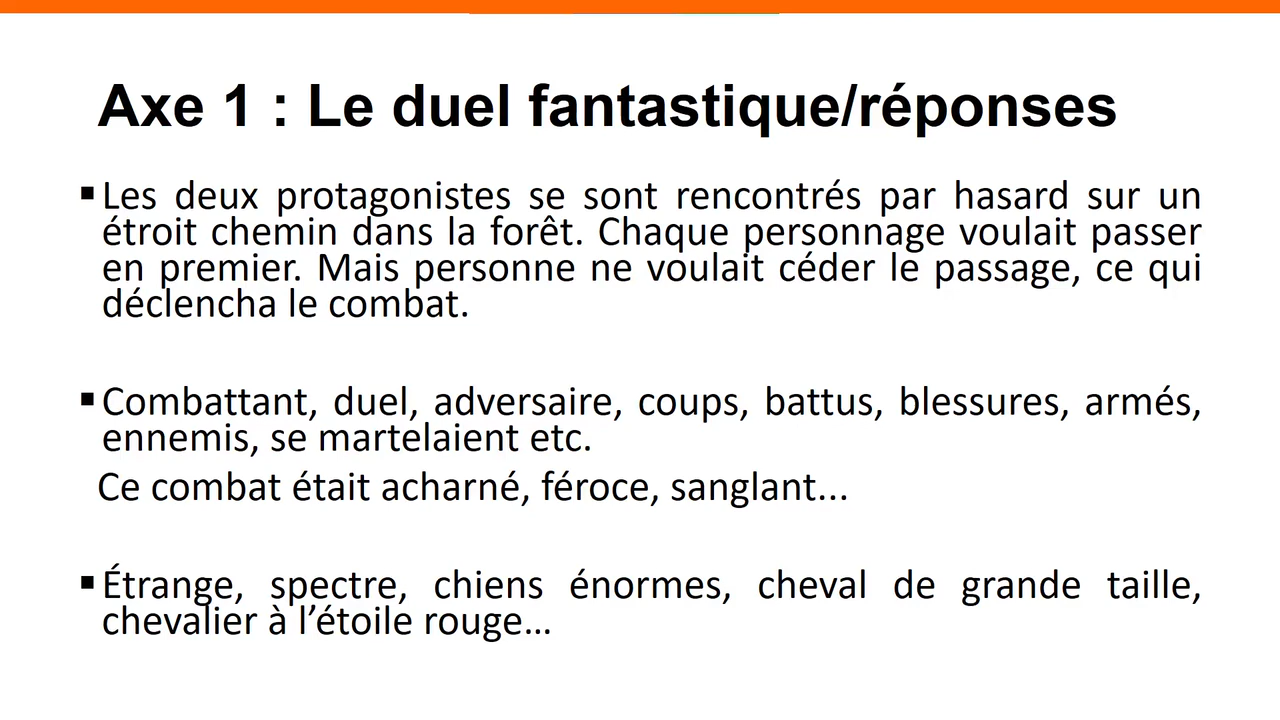 Axe 1 : Le duel fantastique/réponses
▪Les deux protagonistes se sont rencontrés par hasard sur un
étroit chemin dans la forêt. Chaque personnage voulait passer
en premier. Mais personne ne voulait céder le passage, ce qui
déclencha le combat.
▪Combattant, duel, adversaire, coups, battus, blessures, armés,
ennemis, se martelaient etc.
Ce combat était acharné, féroce, sanglant...
▪Étrange, spectre, chiens énormes, cheval de grande taille,
chevalier à l’étoile rouge…